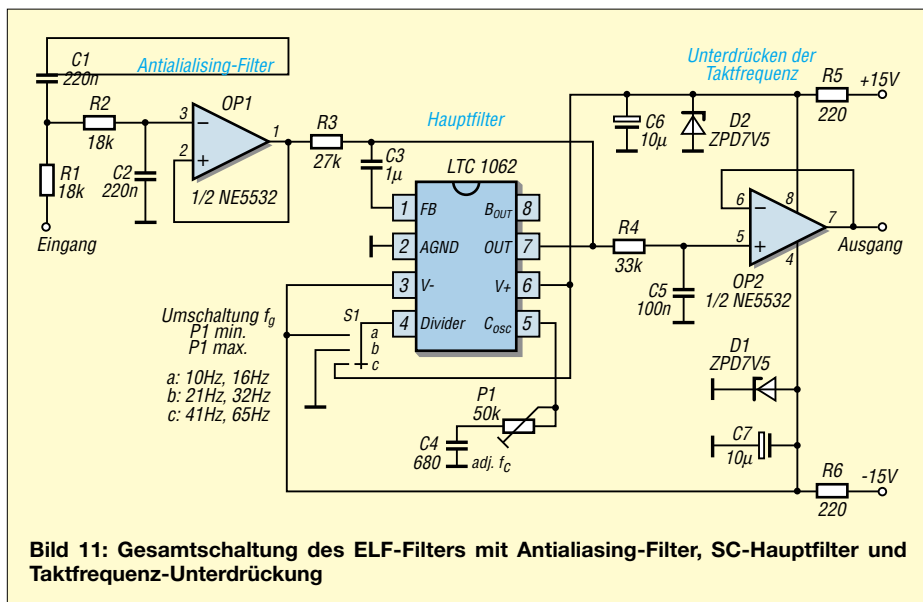 C1
220n
Antialialising-Filter
R2
18k
R1
18k
C2
220n
Eingang
3
2
1
OP1
1/2 NE5532
R3
27k
C3
1µ
Hauptfilter
LTC 1062
1 FB
2 AGND
3 V-
4 Divider
BOUT 8
OUT 7
V+ 6
Cosc 5
Umschaltung fg
P1 min.
P1 max.
a: 10Hz, 16Hz
b: 21Hz, 32Hz
c: 41Hz, 65Hz
S1
a
b
c
P1
50k
C4
680
adj. fc
Unterdrücken der
Taktfrequenz
R5
220
+15V
C6
10µ
D2
ZPD7V5
R4
33k
C5
100n
6
5
8
7
4
OP2
1/2 NE5532
Ausgang
D1
ZPD7V5
C7
10µ
R6
220
-15V
Bild 11: Gesamtschaltung des ELF-Filters mit Antialiasing-Filter, SC-Hauptfilter und
Taktfrequenz-Unterdrückung